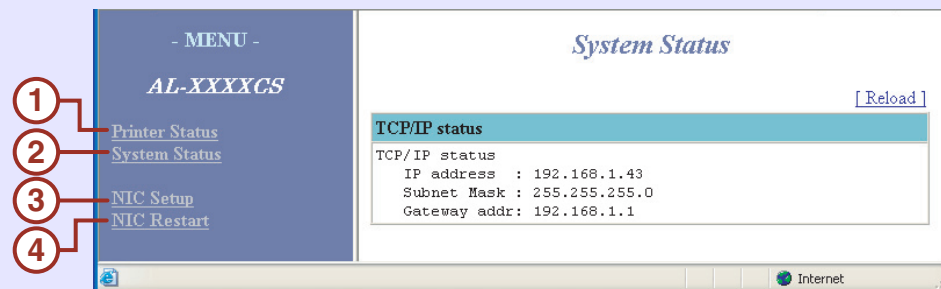 - MENU -
AL-XXXXCS
1
Printer Status
2
System Status
3
NIC Setup
4
NIC Restart
System Status
[ Reload ]
TCP/IP status
TCP/IP status
IP address : 192.168.1.43
Subnet Mask : 255.255.255.0
Gateway addr: 192.168.1.1
Internet